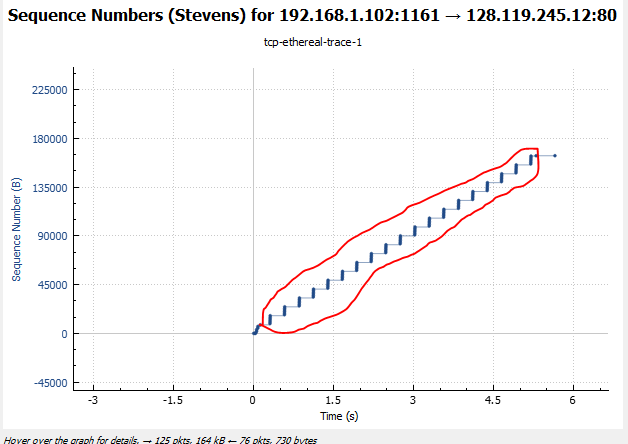 Sequence Numbers (Stevens) for 192.168.1.102:1161 → 128.119.245.12:80
tcp-ethereal-trace-1
225000
180000
135000
90000
45000
0
-45000
Sequence Number (B)
-3
-1.5
0
1.5
3
4.5
6
Time (s)
Hover over the graph for details. → 125 pkts, 164 kB ← 76 pkts, 730 bytes